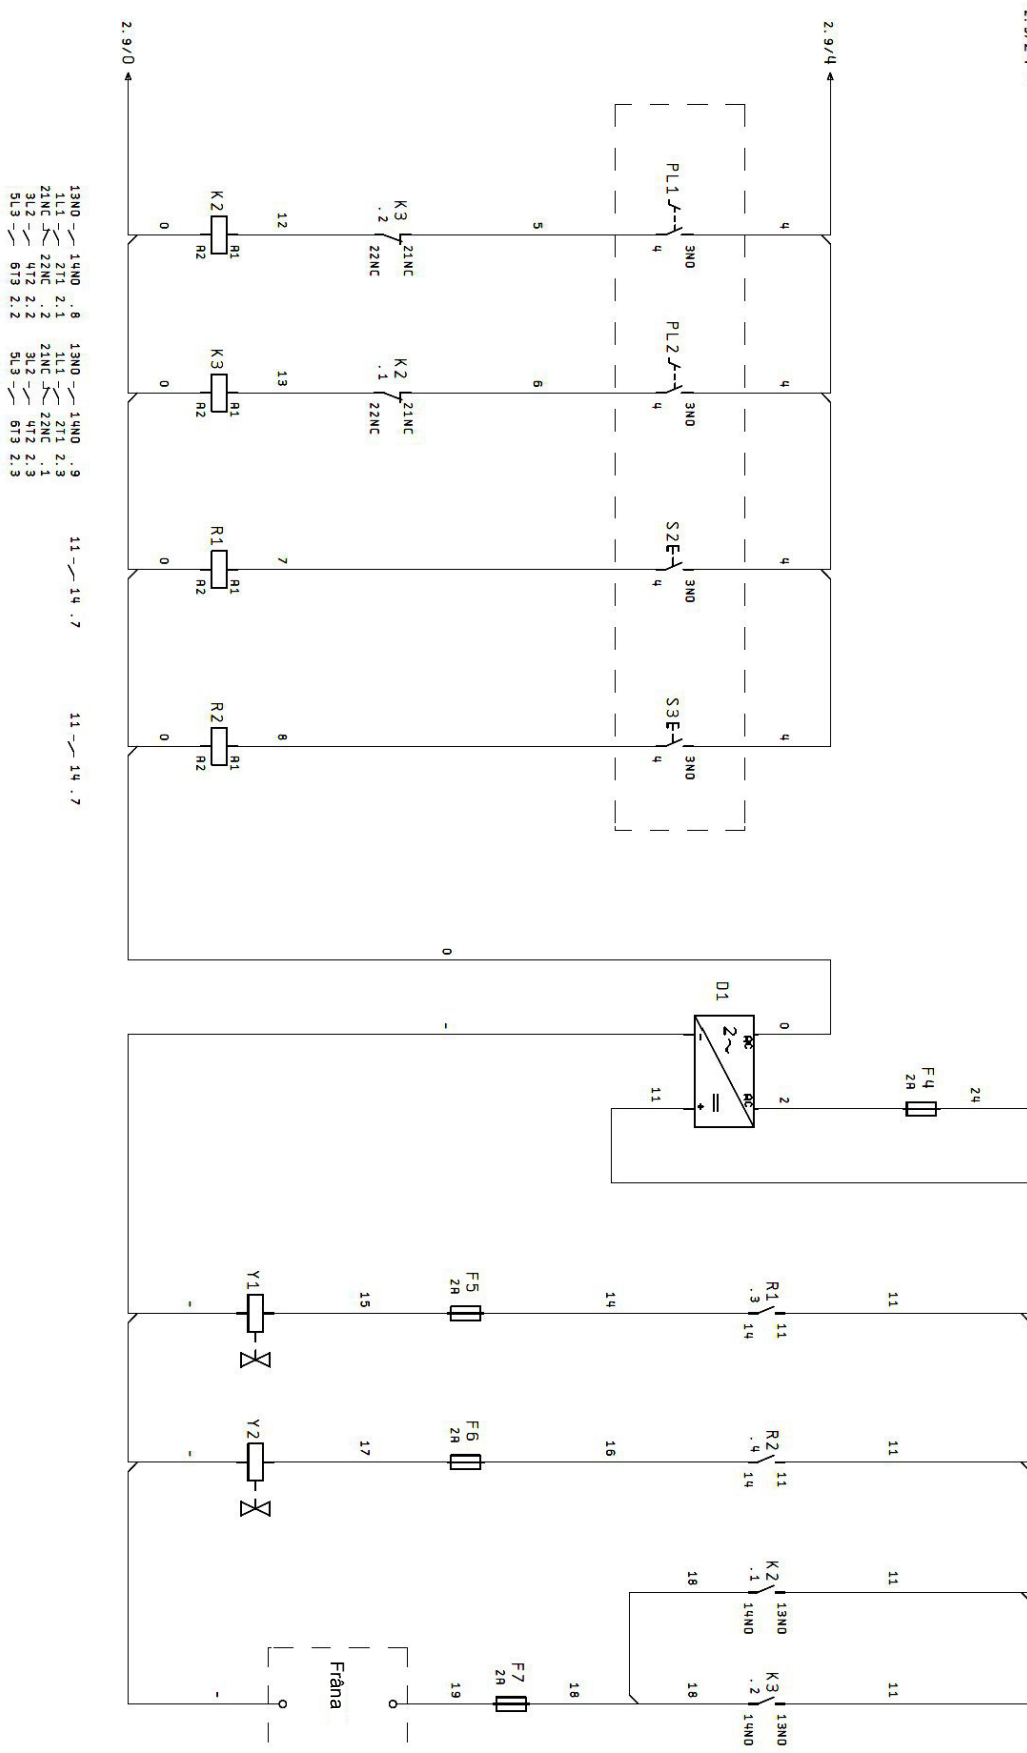 2.9/0
2.9/4
PL1
3NO
4
4
5
K3
.2
21NC
22NC
12
K2
A1
A2
0
PL2
3NO
4
4
6
K2
.1
21NC
22NC
13
K3
A1
A2
0
S2
3NO
4
4
7
R1
A1
A2
0
S3
3NO
4
4
8
R2
A1
A2
0
13NO 14NO .8
1L1 2T1 2.1
21NC 22NC .2
3L2 4T2 2.2
5L3 6T3 2.2
13NO 14NO .9
1L1 2T1 2.3
21NC 22NC .1
3L2 4T2 2.3
5L3 6T3 2.3
11 14 .7
11 14 .7
0
-
D1
2~
AC
AC
-
+
0
2
11
F4
2A
24
11
R1
.3
11
14
14
F5
2A
15
Y1
-
11
R2
.4
11
14
16
F6
2A
17
Y2
-
11
K2
.1
13NO
14NO
18
11
K3
.2
13NO
14NO
18
18
F7
2A
19
Frâna
-